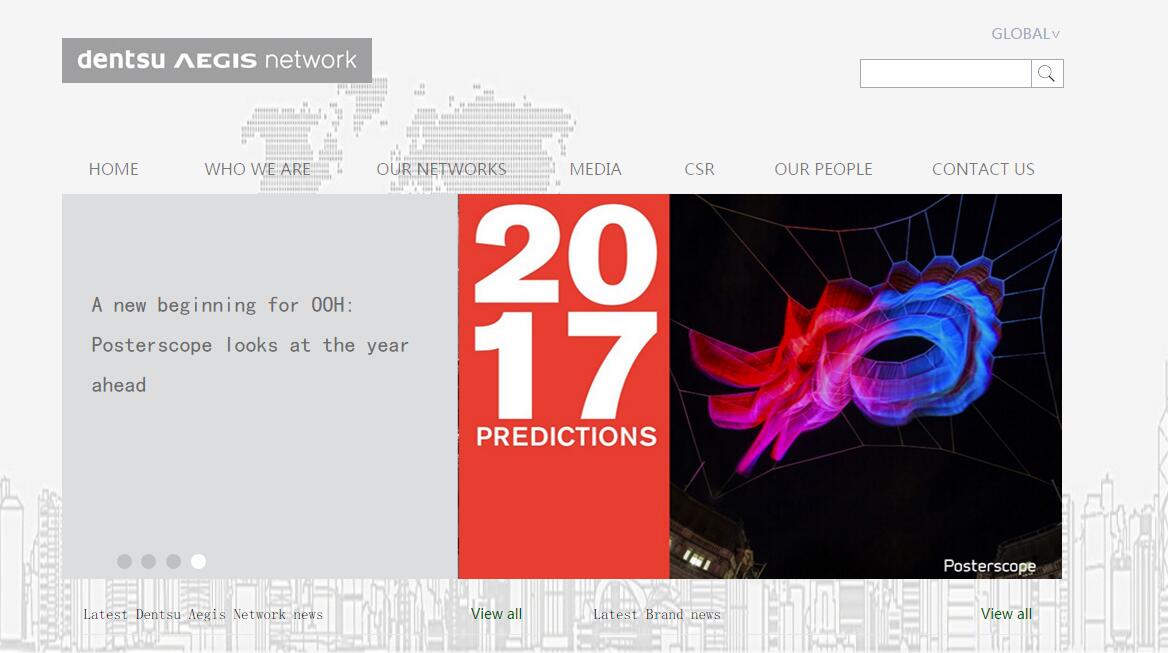 GLOBAL
dentsu AEGIS network
HOME WHO WE ARE OUR NETWORKS MEDIA CSR OUR PEOPLE CONTACT US
A new beginning for OOH:
Posterscope looks at the year
ahead
20
17
PREDICTIONS
Posterscope
Latest Dentsu Aegis Network news View all Latest Brand news View all